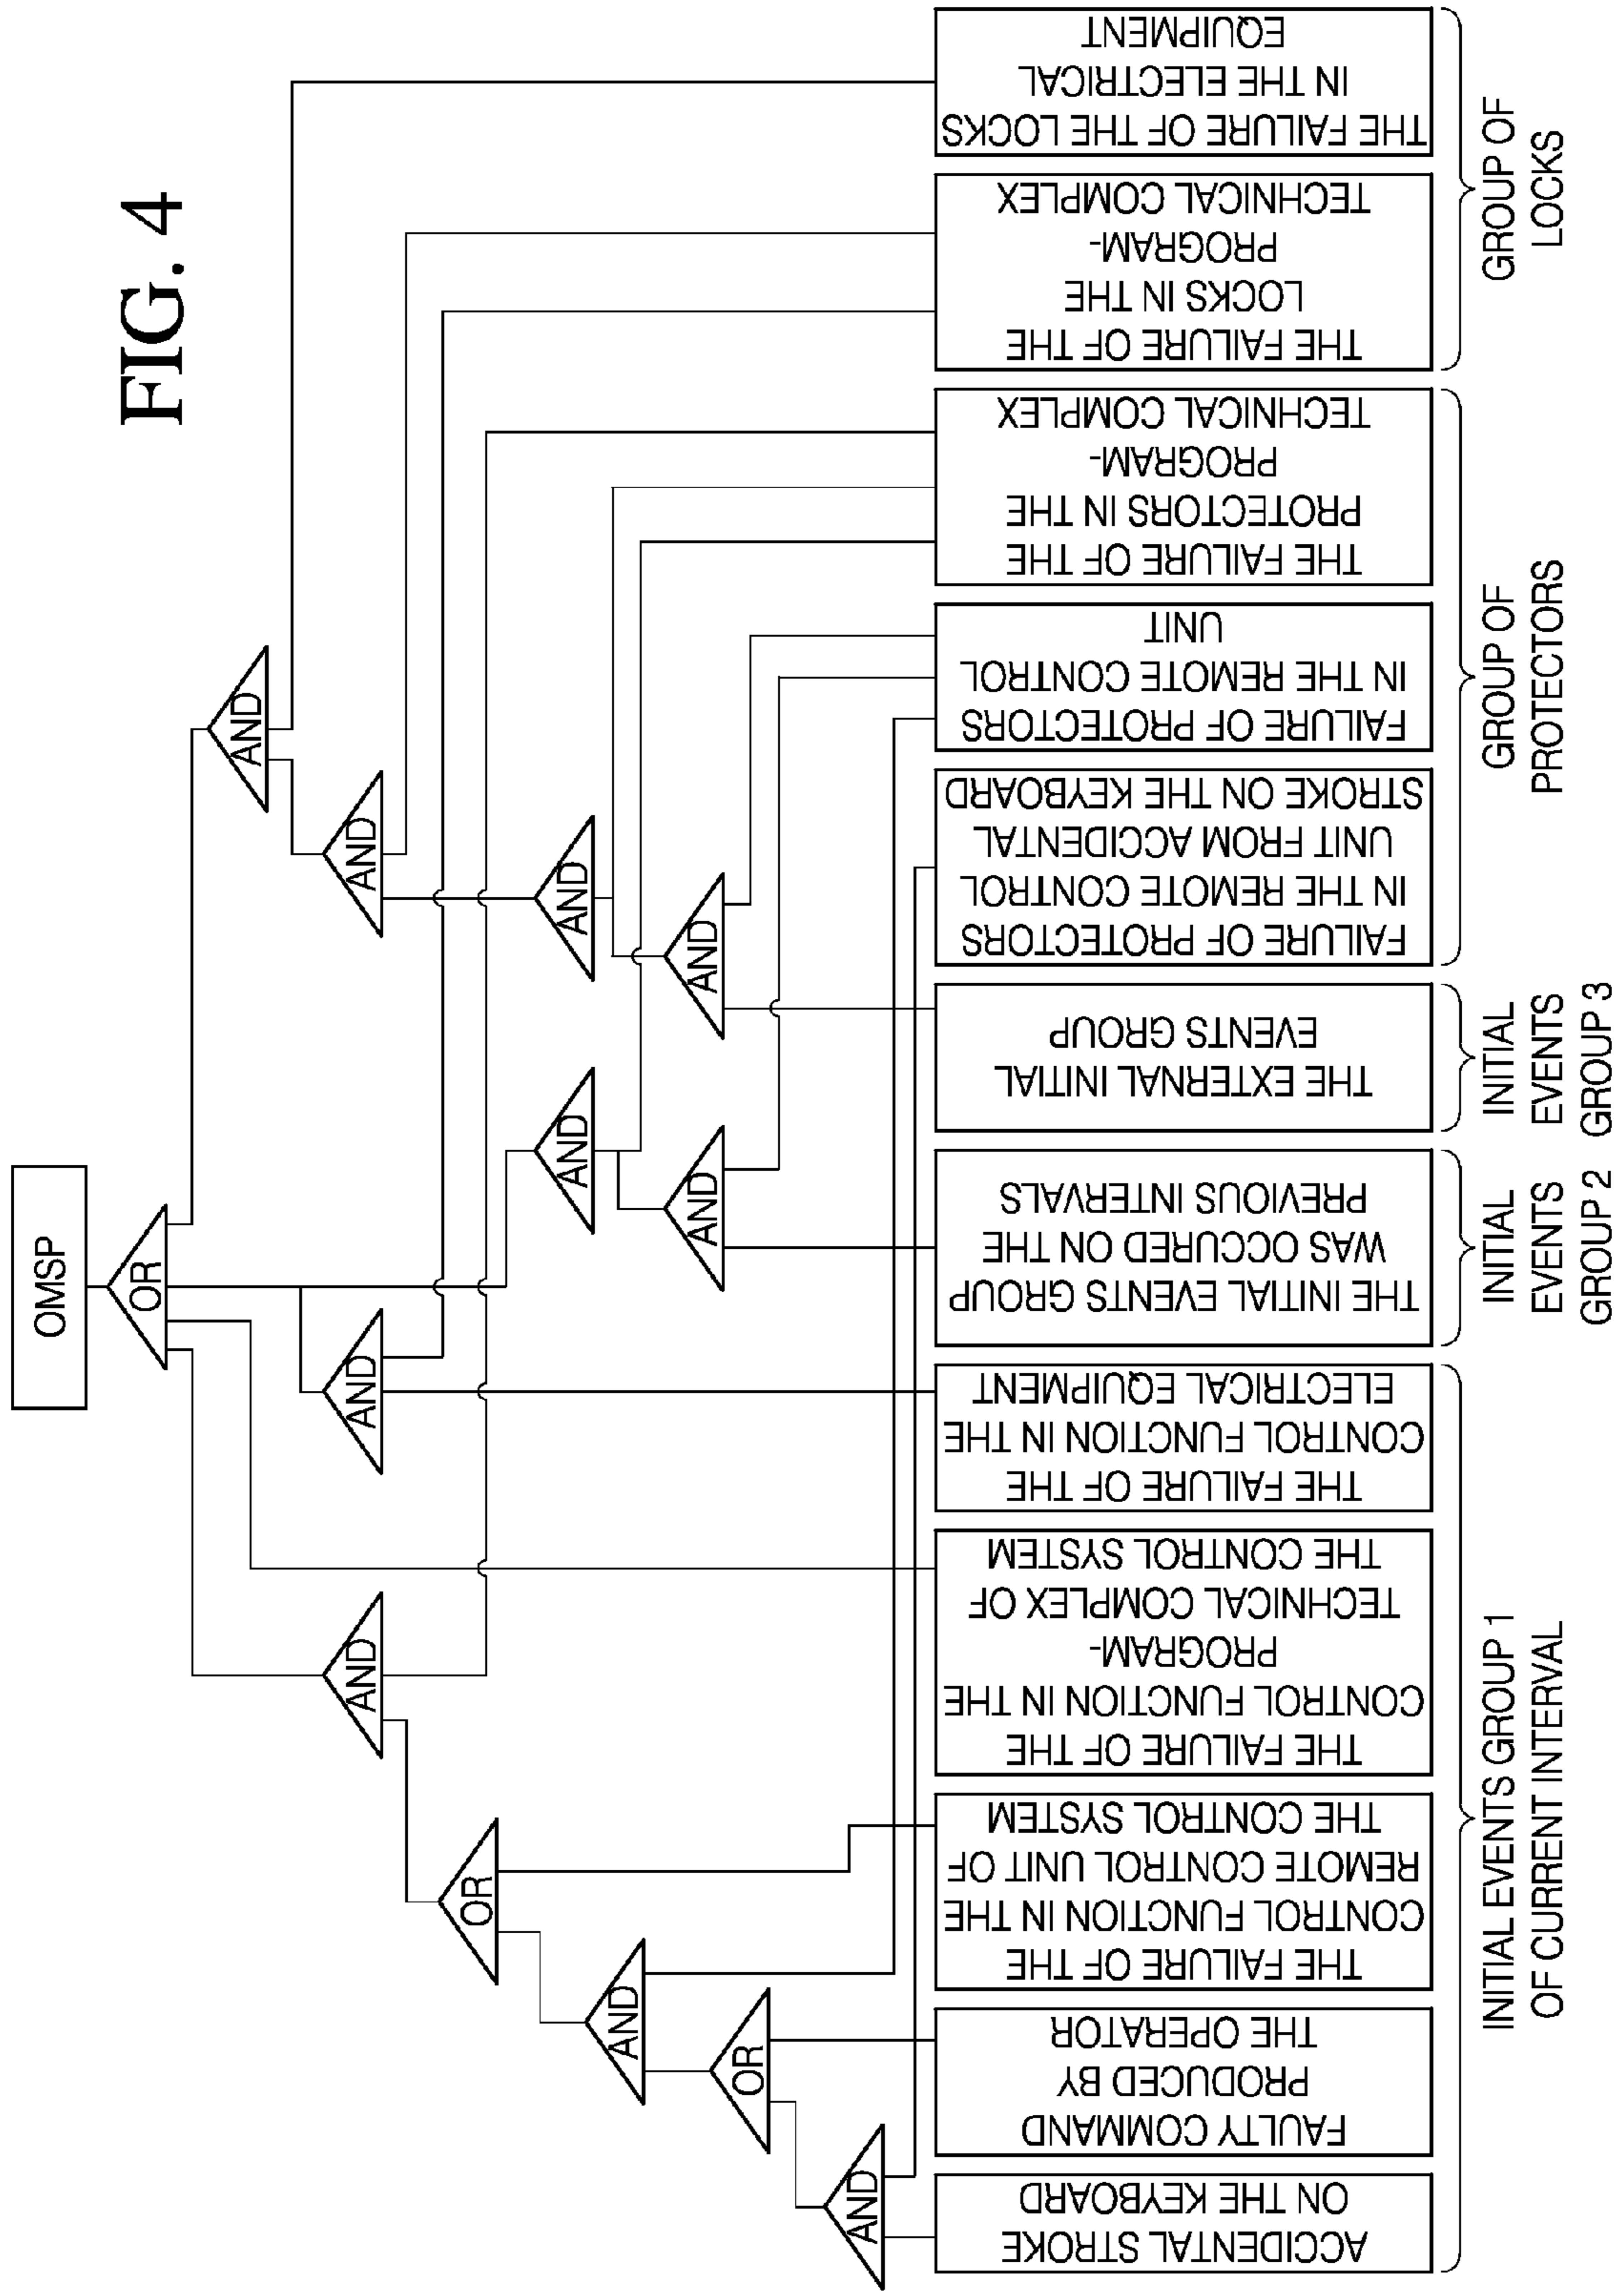 FIG. 4
OMSP
OR
AND
AND
AND
AND
AND
AND
AND
AND
OR
AND
OR
AND
ACCIDENTAL STROKE
ON THE KEYBOARD
FAULTY COMMAND
PRODUCED BY
THE OPERATOR
THE FAILURE OF THE
CONTROL FUNCTION IN THE
REMOTE CONTROL UNIT OF
THE CONTROL SYSTEM
THE FAILURE OF THE
CONTROL FUNCTION IN THE
PROGRAM-
TECHNICAL COMPLEX OF
THE CONTROL SYSTEM
THE FAILURE OF THE
CONTROL FUNCTION IN THE
ELECTRICAL EQUIPMENT
THE INITIAL EVENTS GROUP
WAS OCCURED ON THE
PREVIOUS INTERVALS
THE EXTERNAL INITIAL
EVENTS GROUP
FAILURE OF PROTECTORS
IN THE REMOTE CONTROL
UNIT FROM ACCIDENTAL
STROKE ON THE KEYBOARD
FAILURE OF PROTECTORS
IN THE REMOTE CONTROL
UNIT
THE FAILURE OF THE
PROTECTORS IN THE
PROGRAM-
TECHNICAL COMPLEX
THE FAILURE OF THE
LOCKS IN THE
PROGRAM-
TECHNICAL COMPLEX
THE FAILURE OF THE LOCKS
IN THE ELECTRICAL
EQUIPMENT
INITIAL EVENTS GROUP 1
OF CURRENT INTERVAL
INITIAL
EVENTS
GROUP 2
INITIAL
EVENTS
GROUP 3
GROUP OF
PROTECTORS
GROUP OF
LOCKS